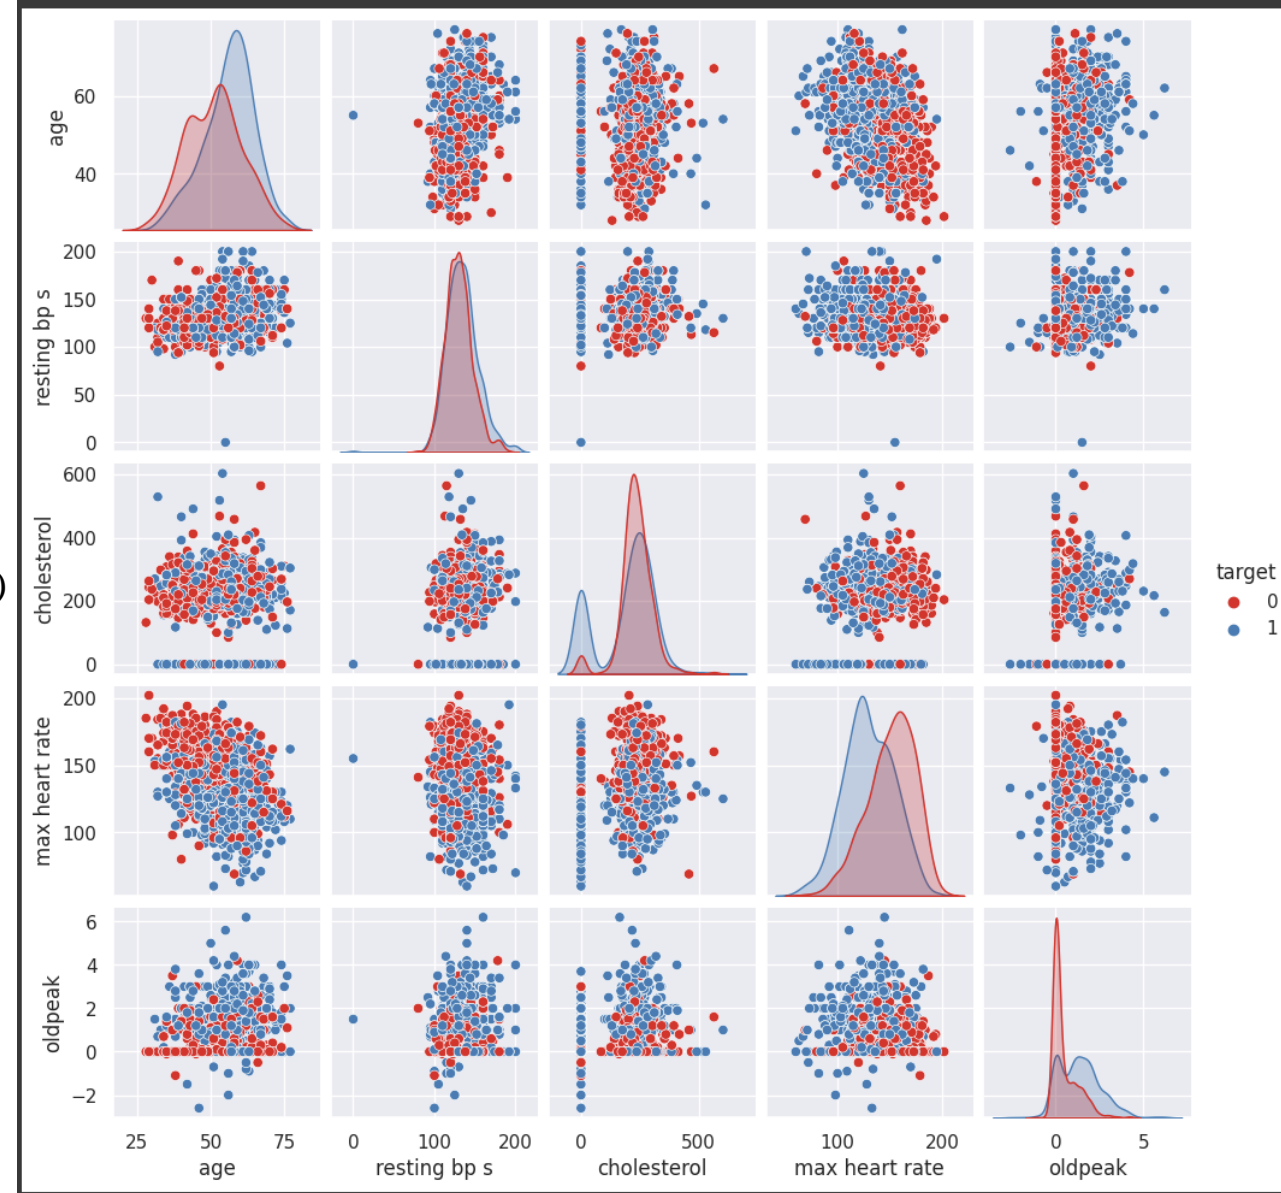 age
60
40
resting bp s
200
150
100
50
0
cholesterol
600
400
200
0
)
target
0
1
max heart rate
200
150
100
oldpeak
6
4
2
0
−2
25 50 75 0 100 200 0 500 100 200 0 5
age resting bp s cholesterol max heart rate oldpeak